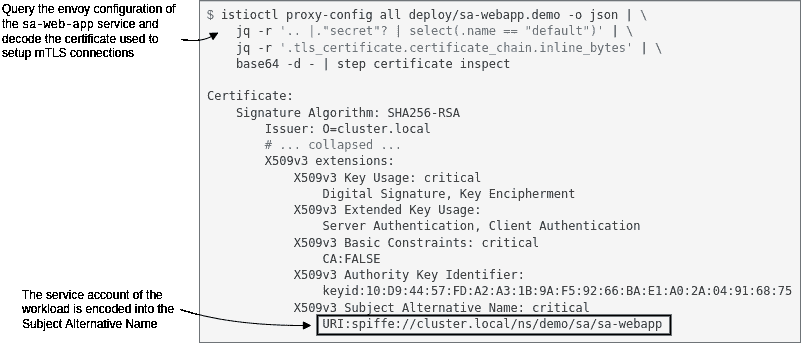 Query the envoy configuration of
the sa-web-app service and
decode the certificate used to
setup mTLS connections
$ istioctl proxy-config all deploy/sa-webapp.demo -o json | \
jq -r '.. |."secret"? | select(.name == "default")' | \
jq -r '.tls_certificate.certificate_chain.inline_bytes' | \
base64 -d - | step certificate inspect
Certificate:
Signature Algorithm: SHA256-RSA
Issuer: O=cluster.local
# ... collapsed ...
X509v3 extensions:
X509v3 Key Usage: critical
Digital Signature, Key Encipherment
X509v3 Extended Key Usage:
Server Authentication, Client Authentication
X509v3 Basic Constraints: critical
CA:FALSE
X509v3 Authority Key Identifier:
keyid:10:D9:44:57:FD:A2:A3:1B:9A:F5:92:66:BA:E1:A0:2A:04:91:68:75
X509v3 Subject Alternative Name: critical
URI:spiffe://cluster.local/ns/demo/sa/sa-webapp
The service account of the
workload is encoded into the
Subject Alternative Name